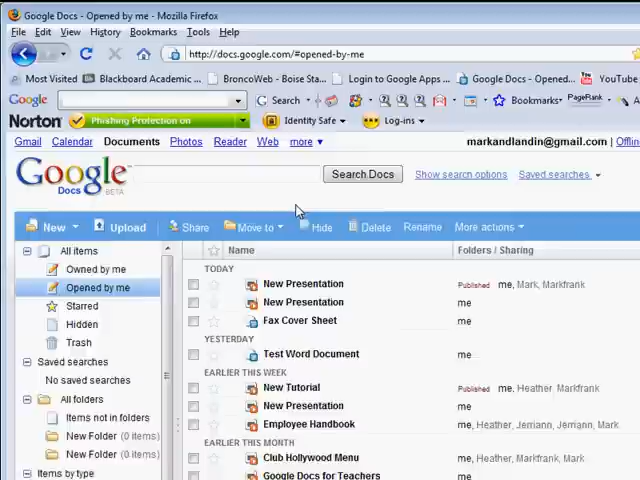 Google Docs - Opened by me - Mozilla Firefox
File Edit View History Bookmarks Tools Help
http://docs.google.com/#opened-by-me
Most Visited Blackboard Academic ... BroncoWeb - Boise Sta... Login to Google Apps ... Google Docs - Opened... YouTube
Google Search Bookmarks PageRank
Norton Phishing Protection on Identity Safe Log-ins
Gmail Calendar Documents Photos Reader Web more markandlandin@gmail.com Offlin
Google Docs BETA Search Docs Show search options Saved searches
New Upload Share Move to Hide Delete Rename More actions
All items Name Folders / Sharing
Owned by me TODAY
Opened by me New Presentation Published me, Mark, Markfrank
Starred New Presentation me
Hidden Fax Cover Sheet me
Trash YESTERDAY
Saved searches Test Word Document me
No saved searches EARLIER THIS WEEK
All folders New Tutorial Published me, Heather, Markfrank
Items not in folders New Presentation me
New Folder (0 items) Employee Handbook me, Heather, Jerriann, Jerriann, Mark
New Folder (0 items) EARLIER THIS MONTH
Items by type Club Hollywood Menu me, Heather, Markfrank, Mark
Google Docs for Teachers me